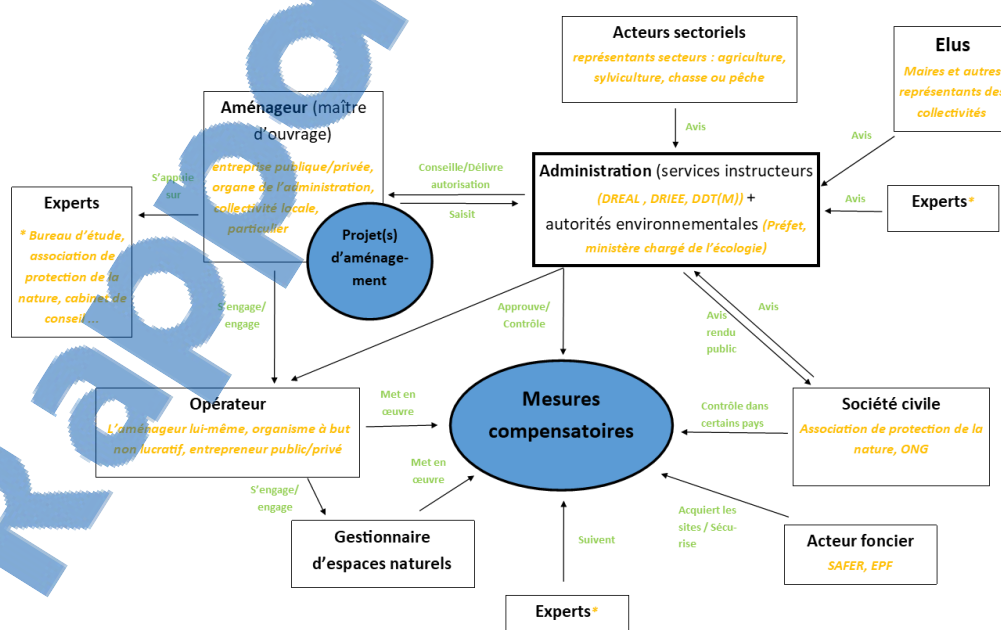 Acteurs sectoriels
représentants secteurs : agriculture,
sylviculture, chasse ou pêche
Elus
Maires et autres
représentants des
collectivités
Aménageur (maître
d’ouvrage)
entreprise publique/privée,
organe de l’administration,
collectivité locale,
particulier
Avis
Avis
Conseille/Délivre
autorisation
Saisit
Administration (services instructeurs
(DREAL , DRIEE, DDT(M)) +
autorités environnementales (Préfet,
ministère chargé de l’écologie)
Avis
Experts*
S’appuie
sur
Experts
* Bureau d’étude,
association de
protection de la
nature, cabinet de
conseil ...
Projet(s)
d’aménage-
ment
S’engage/
engage
Approuve/
Contrôle
Avis
Avis
rendu
public
Opérateur
L’aménageur lui-même, organisme à but
non lucratif, entrepreneur public/privé
Met en
œuvre
Mesures
compensatoires
Contrôle dans
certains pays
Société civile
Association de protection de la
nature, ONG
Met en
œuvre
S’engage/
engage
Gestionnaire
d’espaces naturels
Suivent
Acquiert les
sites / Sécu-
rise
Acteur foncier
SAFER, EPF
Experts*
Rappa